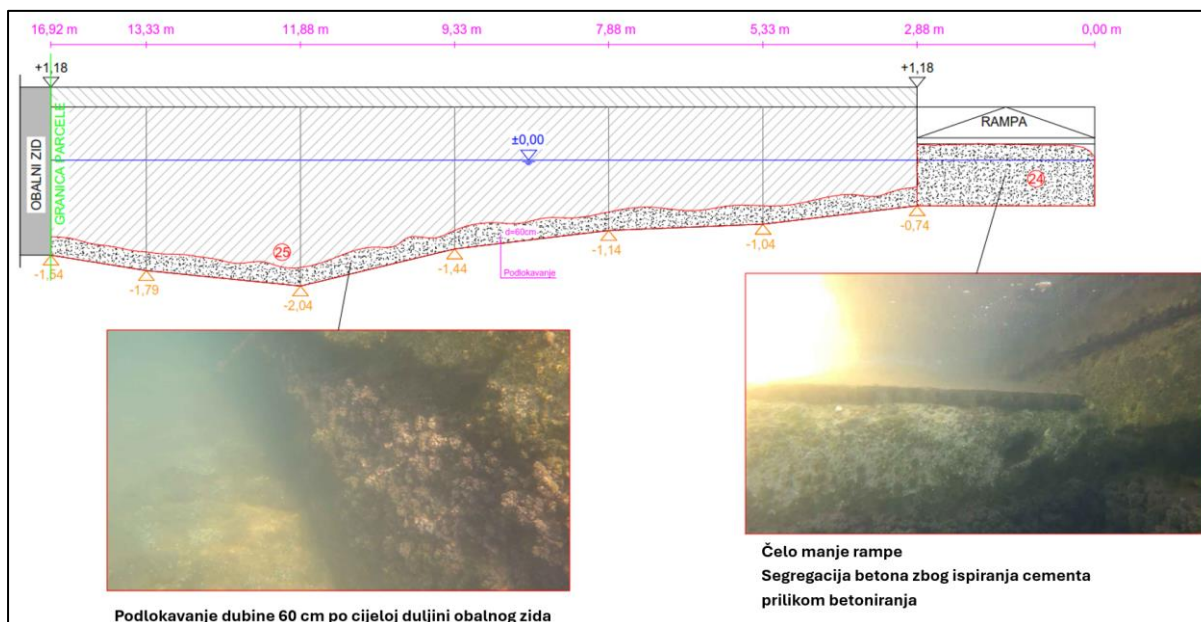 16,92 m 13,33 m 11,88 m 9,33 m 7,88 m 5,33 m 2,88 m 0,00 m
+1,18 +1,18
OBALNI ZID
GRANICA PARCELE
±0,00
RAMPA
24
25
d=60cm
Podlokavanje
-1,54
-1,79
-2,04
-1,44
-1,14
-1,04
-0,74
Podlokavanje dubine 60 cm po cijeloj duljini obalnog zida
Čelo manje rampe
Segregacija betona zbog ispiranja cementa
prilikom betoniranja